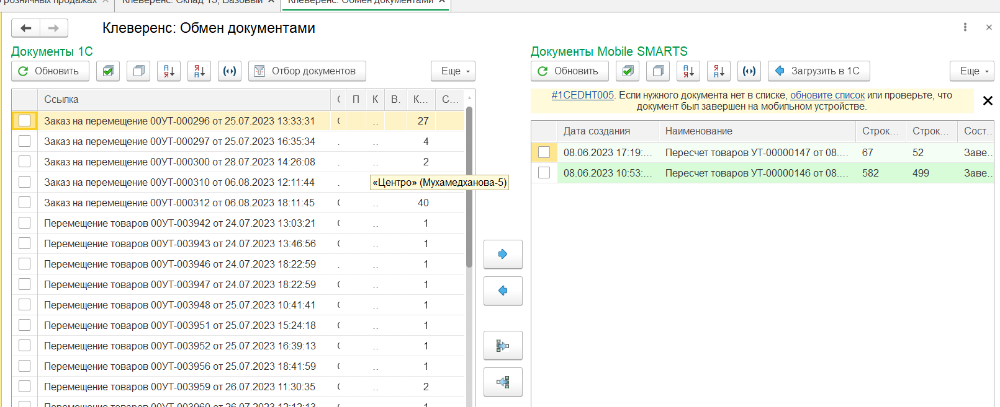 розничных продажах ×
Клеверенс: Склад 15, Базовый ×
Клеверенс: Обмен документами ×
Клеверенс: Обмен документами
Документы 1С
Обновить
Отбор документов
Еще
Ссылка П К В. К... С...
Заказ на перемещение 00УТ-000296 от 25.07.2023 13:33:31 .. 27
Заказ на перемещение 00УТ-000297 от 25.07.2023 16:35:34 . .. 4
Заказ на перемещение 00УТ-000300 от 28.07.2023 14:26:08 . .. 2
Заказ на перемещение 00УТ-000310 от 06.08.2023 12:11:44 .
«Центро» (Мухамедханова-5)
Заказ на перемещение 00УТ-000312 от 06.08.2023 18:11:45 .. 40
Перемещение товаров 00УТ-003942 от 24.07.2023 13:03:21 .. 1
Перемещение товаров 00УТ-003943 от 24.07.2023 13:46:56 .. 1
Перемещение товаров 00УТ-003946 от 24.07.2023 18:22:59 . .. 1
Перемещение товаров 00УТ-003947 от 24.07.2023 18:22:59 .. 1
Перемещение товаров 00УТ-003948 от 25.07.2023 10:41:41 .. 1
Перемещение товаров 00УТ-003951 от 25.07.2023 15:24:18 .. 1
Перемещение товаров 00УТ-003952 от 25.07.2023 16:39:13 .. 1
Перемещение товаров 00УТ-003956 от 25.07.2023 18:41:59 .. 1
Перемещение товаров 00УТ-003959 от 26.07.2023 11:30:35 .. 2
Перемещение товаров 00УТ-003960 от 26.07.2023 12:12:13 1
Документы Mobile SMARTS
Обновить
Загрузить в 1С
Еще
#1CEDHT005. Если нужного документа нет в списке, обновите список или проверьте, что
документ был завершен на мобильном устройстве.
Дата создания Наименование Строк... Строк... Сост...
08.06.2023 17:19:... Пересчет товаров УТ-00000147 от 08.... 67 52 Заве...
08.06.2023 10:53:... Пересчет товаров УТ-00000146 от 08.... 582 499 Заве...